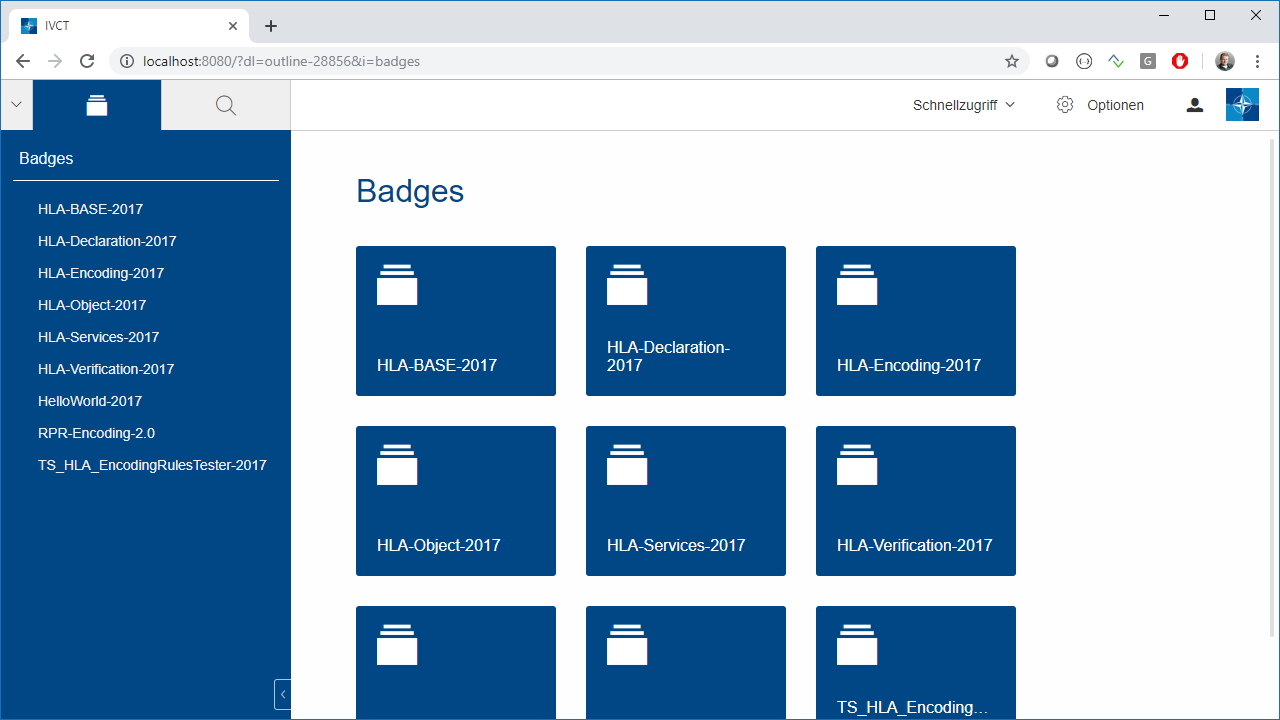 IVCT
localhost:8080/?dl=outline-28856&i=badges
G
Schnellzugriff
Optionen
Badges
HLA-BASE-2017
HLA-Declaration-2017
HLA-Encoding-2017
HLA-Object-2017
HLA-Services-2017
HLA-Verification-2017
HelloWorld-2017
RPR-Encoding-2.0
TS_HLA_EncodingRulesTester-2017
Badges
HLA-BASE-2017
HLA-Declaration-
2017
HLA-Encoding-2017
HLA-Object-2017
HLA-Services-2017
HLA-Verification-2017
TS_HLA_Encoding...